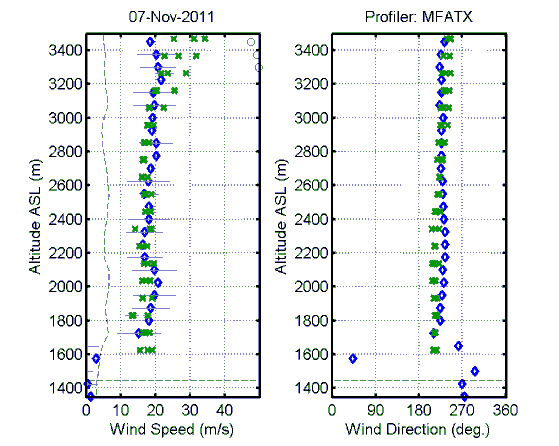 07-Nov-2011
Profiler: MFATX
3400
3200
3000
2800
2600
2400
2200
2000
1800
1600
1400
Altitude ASL (m)
0 10 20 30 40
Wind Speed (m/s)
3400
3200
3000
2800
2600
2400
2200
2000
1800
1600
1400
Altitude ASL (m)
0 90 180 270 360
Wind Direction (deg.)